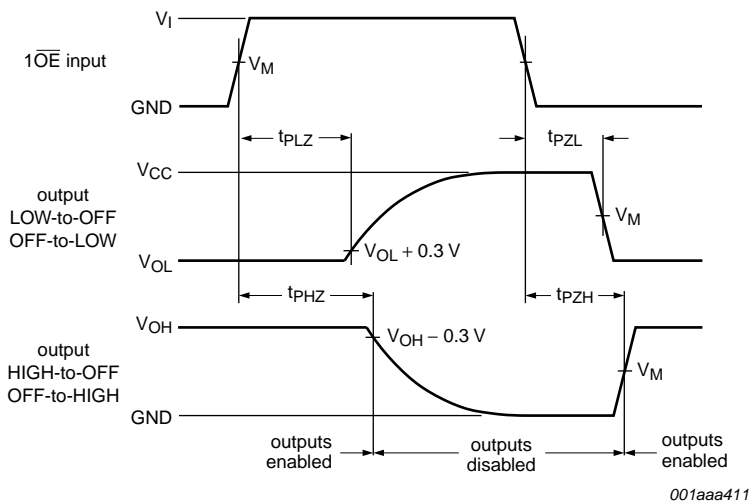 V_I
1O̅E̅ input
V_M
GND
t_PLZ
t_PZL
V_CC
output
LOW-to-OFF
OFF-to-LOW
V_M
V_OL + 0.3 V
V_OL
t_PHZ
t_PZH
V_OH
V_OH − 0.3 V
output
HIGH-to-OFF
OFF-to-HIGH
V_M
GND
outputs
enabled
outputs
disabled
outputs
enabled
001aaa411